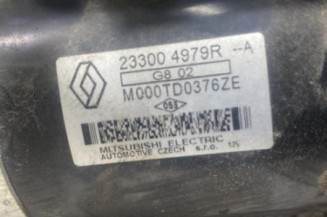 23300 4979R --A
G8 02
M000TD0376ZE
MITSUBISHI ELECTRIC
AUTOMOTIVE CZECH s.r.o.